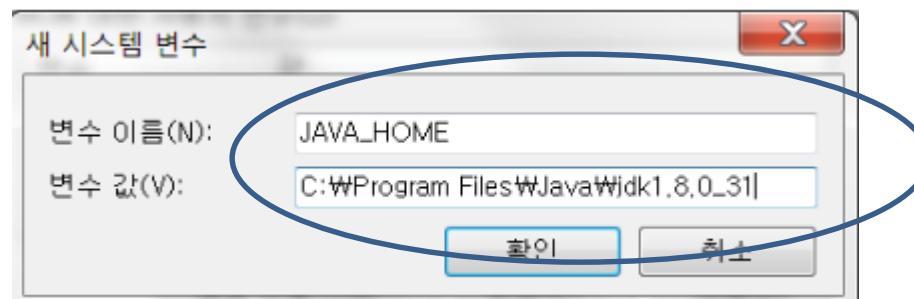 새 시스템 변수
변수 이름(N): JAVA_HOME
변수 값(V): C:₩Program Files₩Java₩jdk1.8.0_31
확인 취소